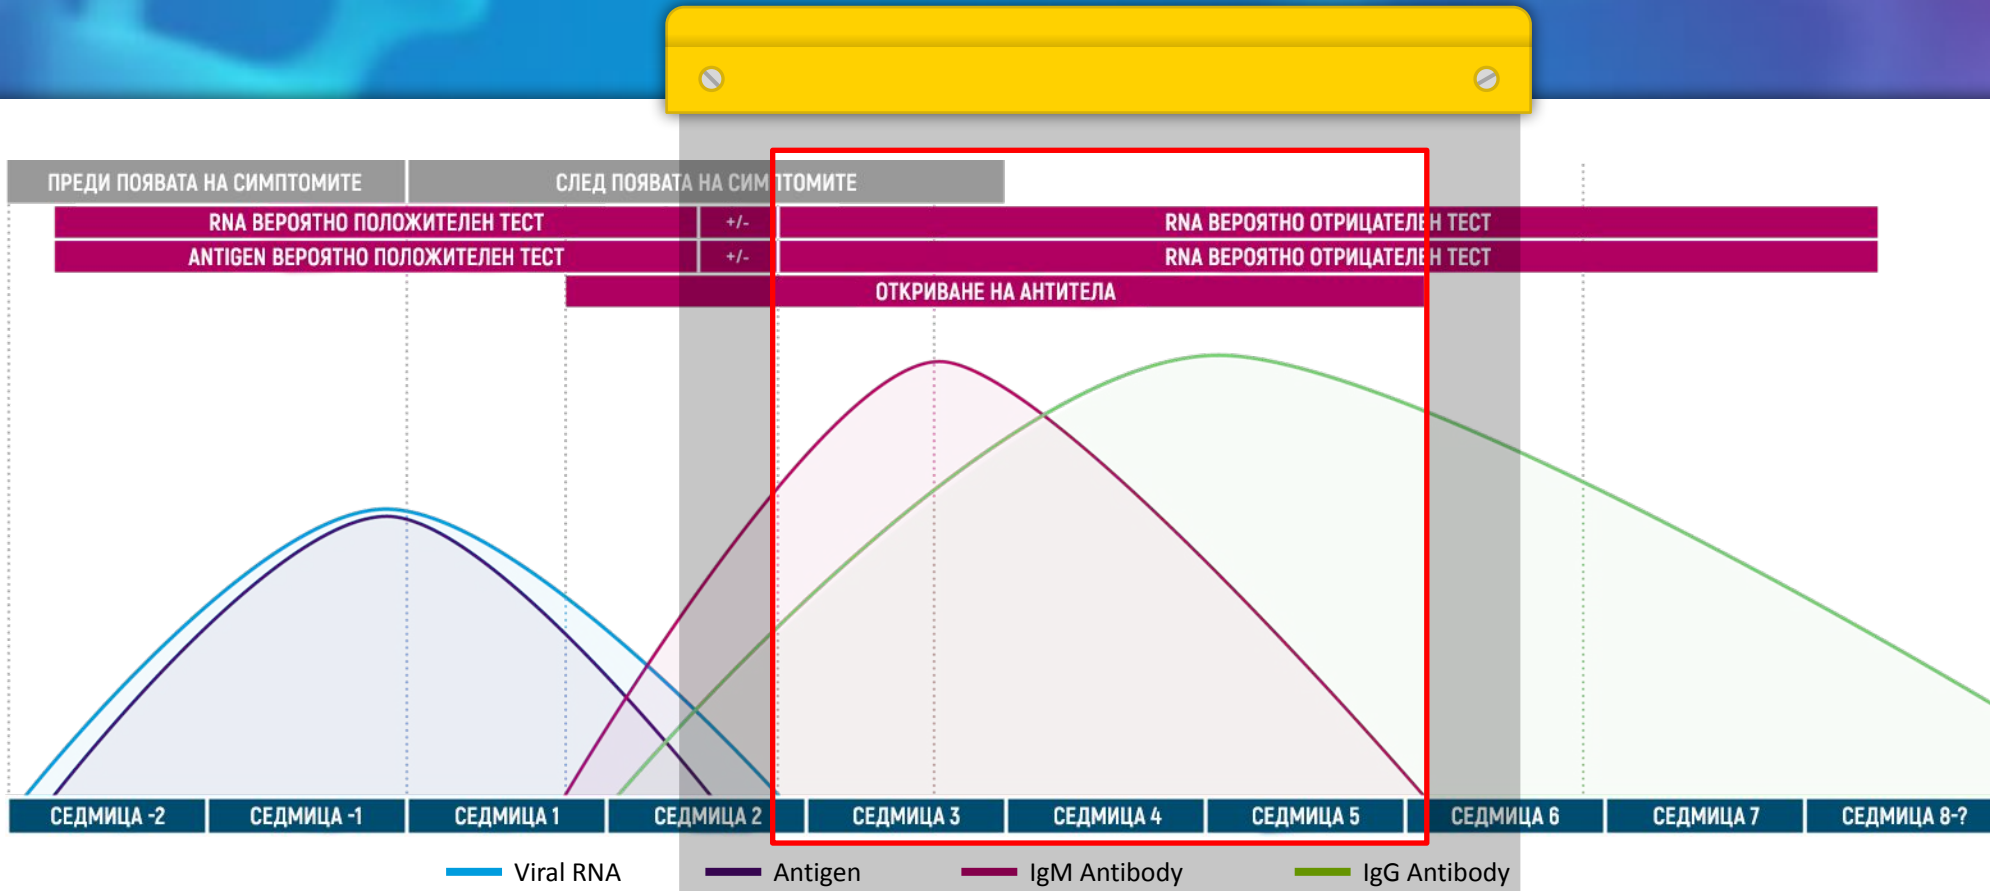 ПРЕДИ ПОЯВАТА НА СИМПТОМИТЕ
СЛЕД ПОЯВАТА НА СИМПТОМИТЕ
RNA ВЕРОЯТНО ПОЛОЖИТЕЛЕН ТЕСТ
+/-
RNA ВЕРОЯТНО ОТРИЦАТЕЛЕН ТЕСТ
ANTIGEN ВЕРОЯТНО ПОЛОЖИТЕЛЕН ТЕСТ
+/-
RNA ВЕРОЯТНО ОТРИЦАТЕЛЕН ТЕСТ
ОТКРИВАНЕ НА АНТИТЕЛА
СЕДМИЦА -2
СЕДМИЦА -1
СЕДМИЦА 1
СЕДМИЦА 2
СЕДМИЦА 3
СЕДМИЦА 4
СЕДМИЦА 5
СЕДМИЦА 6
СЕДМИЦА 7
СЕДМИЦА 8-?
Viral RNA
Antigen
IgM Antibody
IgG Antibody